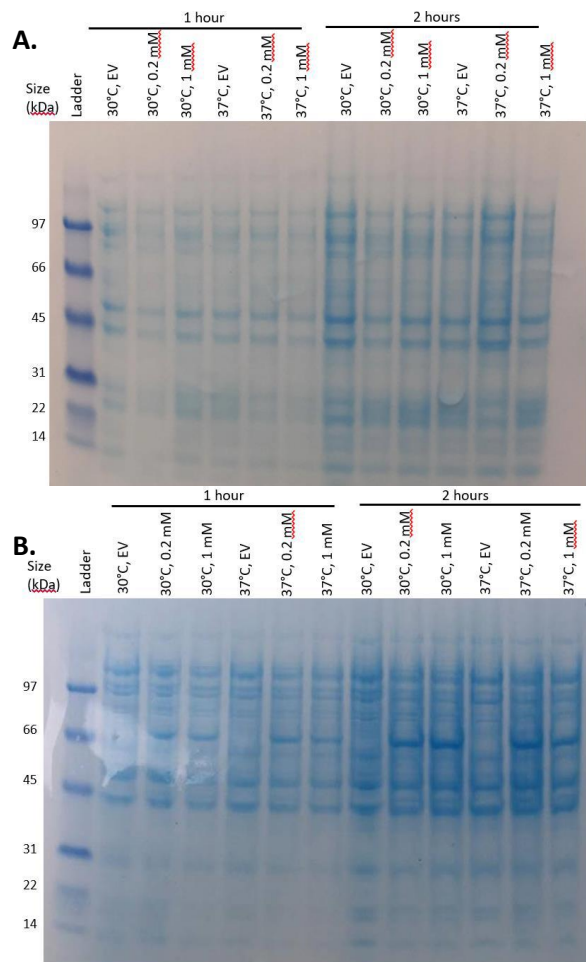 A.
1 hour
2 hours
Size
(kDa)
Ladder
30°C, EV
30°C, 0.2 mM
30°C, 1 mM
37°C, EV
37°C, 0.2 mM
37°C, 1 mM
30°C, EV
30°C, 0.2 mM
30°C, 1 mM
37°C, EV
37°C, 0.2 mM
37°C, 1 mM
97
66
45
31
22
14
B.
1 hour
2 hours
Size
(kDa)
Ladder
30°C, EV
30°C, 0.2 mM
30°C, 1 mM
37°C, EV
37°C, 0.2 mM
37°C, 1 mM
30°C, EV
30°C, 0.2 mM
30°C, 1 mM
37°C, EV
37°C, 0.2 mM
37°C, 1 mM
97
66
45
31
22
14